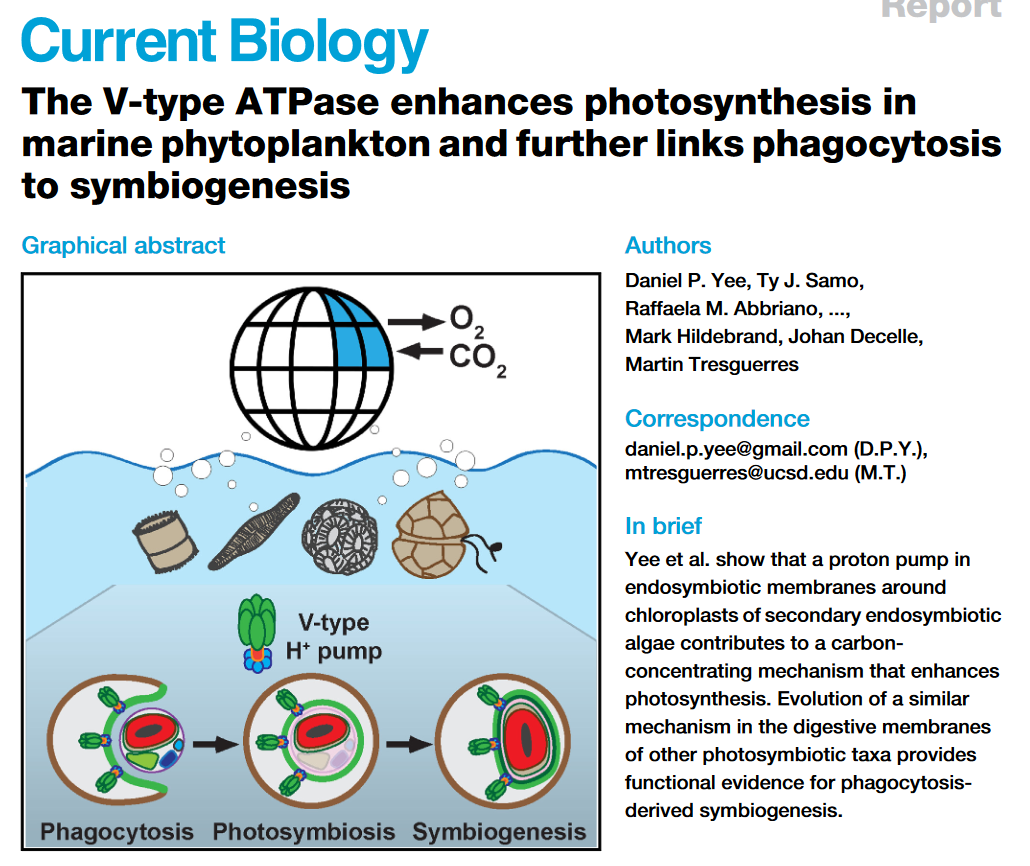 Report
Current Biology
The V-type ATPase enhances photosynthesis in
marine phytoplankton and further links phagocytosis
to symbiogenesis
Graphical abstract
O2
CO2
V-type
H+ pump
Phagocytosis
Photosymbiosis
Symbiogenesis
Authors
Daniel P. Yee, Ty J. Samo,
Raffaela M. Abbriano, ...,
Mark Hildebrand, Johan Decelle,
Martin Tresguerres
Correspondence
daniel.p.yee@gmail.com (D.P.Y.),
mtresguerres@ucsd.edu (M.T.)
In brief
Yee et al. show that a proton pump in
endosymbiotic membranes around
chloroplasts of secondary endosymbiotic
algae contributes to a carbon-
concentrating mechanism that enhances
photosynthesis. Evolution of a similar
mechanism in the digestive membranes
of other photosymbiotic taxa provides
functional evidence for phagocytosis-
derived symbiogenesis.